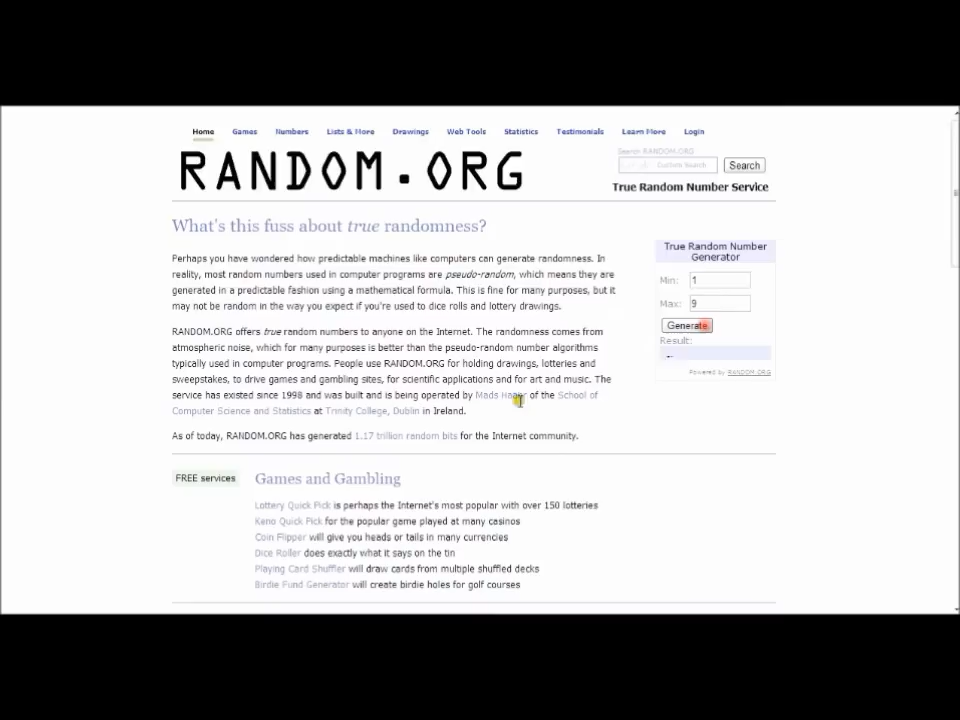 Home Games Numbers Lists & More Drawings Web Tools Statistics Testimonials Learn More Login
Search RANDOM.ORG
RANDOM.ORG
Custom Search Search
True Random Number Service
What's this fuss about true randomness?
Perhaps you have wondered how predictable machines like computers can generate randomness. In
reality, most random numbers used in computer programs are pseudo-random, which means they are
generated in a predictable fashion using a mathematical formula. This is fine for many purposes, but it
may not be random in the way you expect if you're used to dice rolls and lottery drawings.
RANDOM.ORG offers true random numbers to anyone on the Internet. The randomness comes from
atmospheric noise, which for many purposes is better than the pseudo-random number algorithms
typically used in computer programs. People use RANDOM.ORG for holding drawings, lotteries and
sweepstakes, to drive games and gambling sites, for scientific applications and for art and music. The
service has existed since 1998 and was built and is being operated by Mads Haahr of the School of
Computer Science and Statistics at Trinity College, Dublin in Ireland.
As of today, RANDOM.ORG has generated 1.17 trillion random bits for the Internet community.
True Random Number
Generator
Min: 1
Max: 9
Generate
Result:
Powered by RANDOM.ORG
FREE services
Games and Gambling
Lottery Quick Pick is perhaps the Internet's most popular with over 150 lotteries
Keno Quick Pick for the popular game played at many casinos
Coin Flipper will give you heads or tails in many currencies
Dice Roller does exactly what it says on the tin
Playing Card Shuffler will draw cards from multiple shuffled decks
Birdie Fund Generator will create birdie holes for golf courses